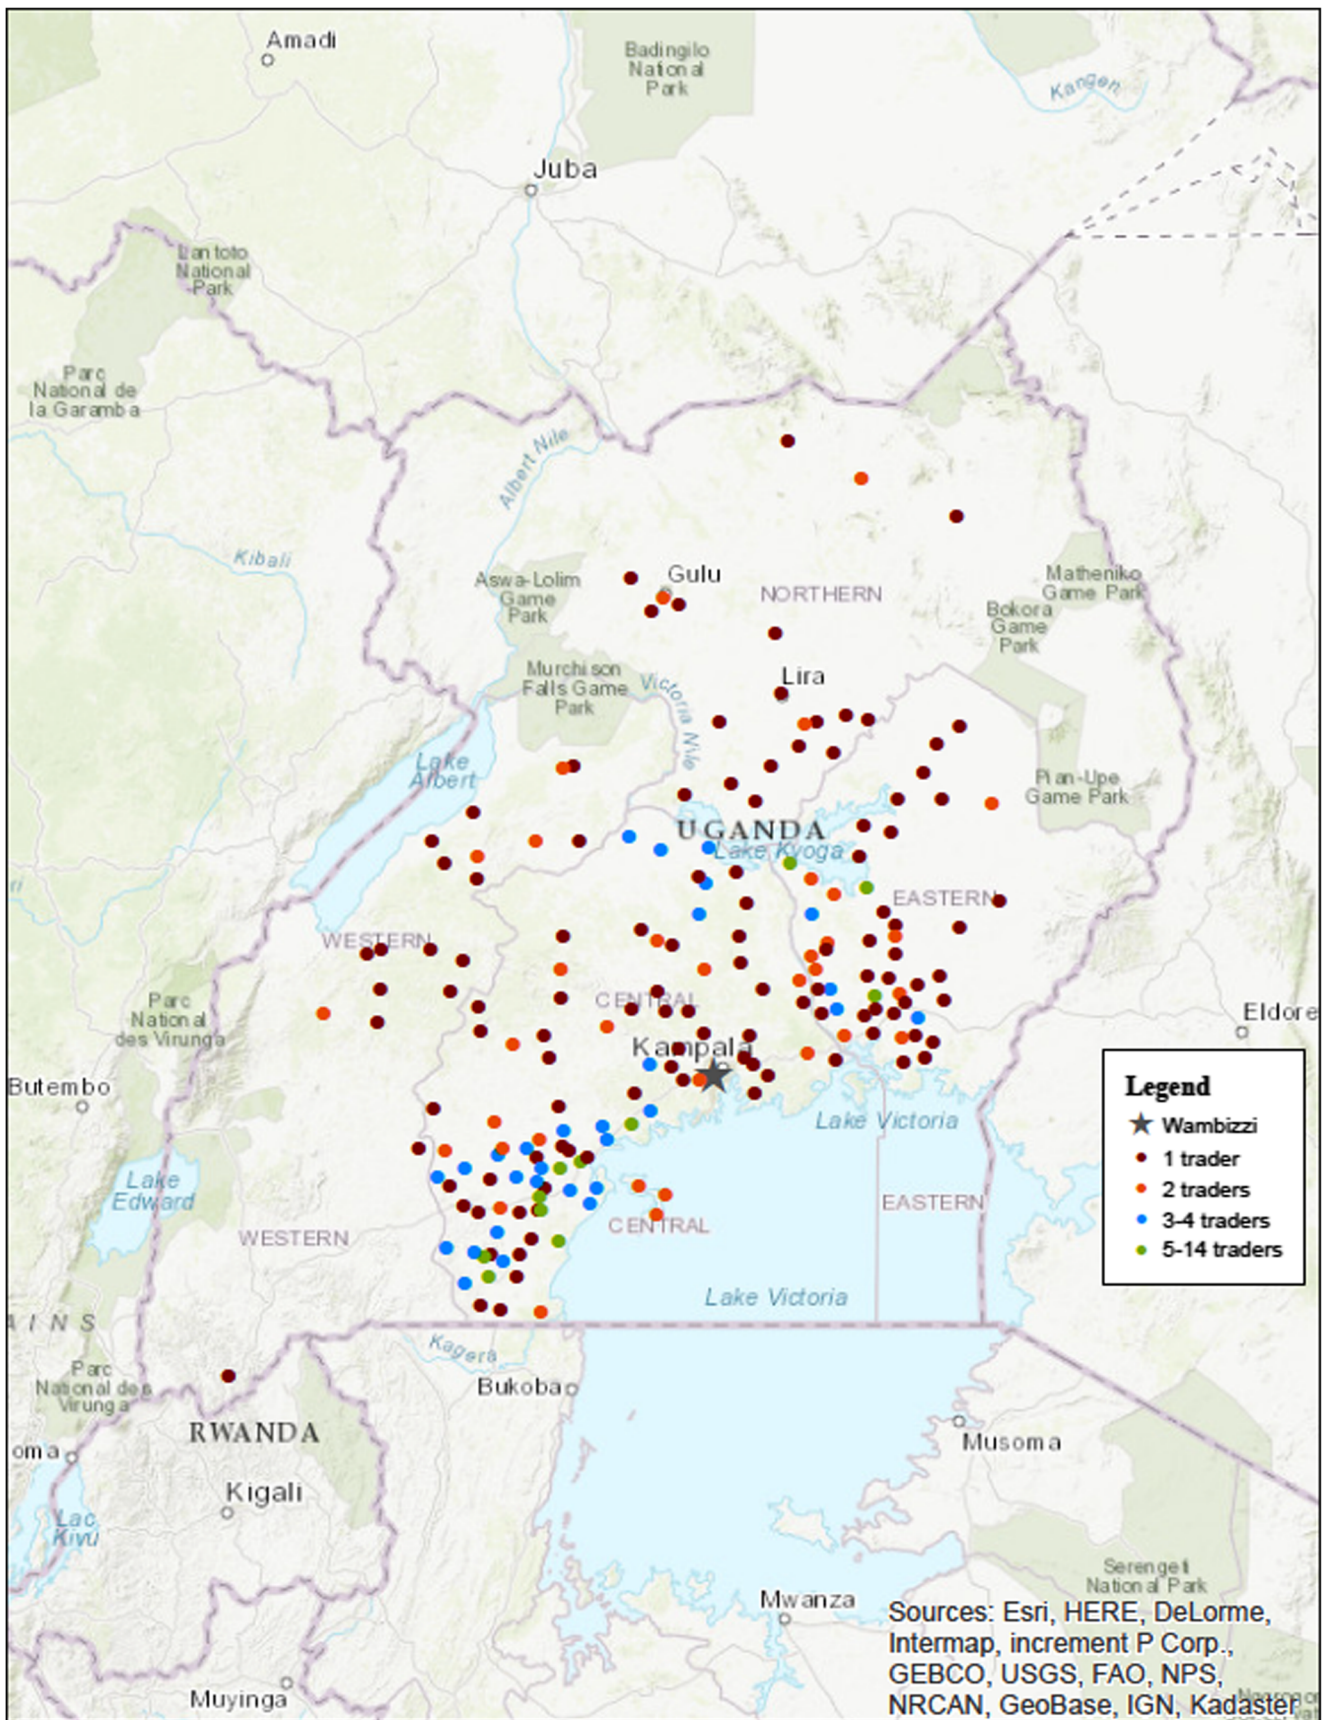 Amadi
Badingilo
National
Park
Kangen
Juba
Lantoto
National
Park
Parc
National de
la Garamba
Albert Nile
Kibali
Aswa-Lolim
Game
Park
Gulu
NORTHERN
Matheniko
Game Park
Bokora
Game
Park
Murchison
Falls Game
Park
Victoria Nile
Lira
Lake
Albert
Pian-Upe
Game Park
UGANDA
Lake Kyoga
EASTERN
WESTERN
CENTRAL
Parc
National
des Virunga
Eldore
Kampala
Butembo
Legend
Wambizzi
1 trader
2 traders
3-4 traders
5-14 traders
Lake Victoria
Lake
Edward
EASTERN
WESTERN
CENTRAL
Lake Victoria
AINS
Kagera
Parc
National des
Virunga
Bukoba
RWANDA
Musoma
oma
Kigali
Lac
Kivu
Serengeti
National Park
Mwanza
Sources: Esri, HERE, DeLorme,
Intermap, increment P Corp.,
GEBCO, USGS, FAO, NPS,
NRCAN, GeoBase, IGN, Kadaster
Muyinga